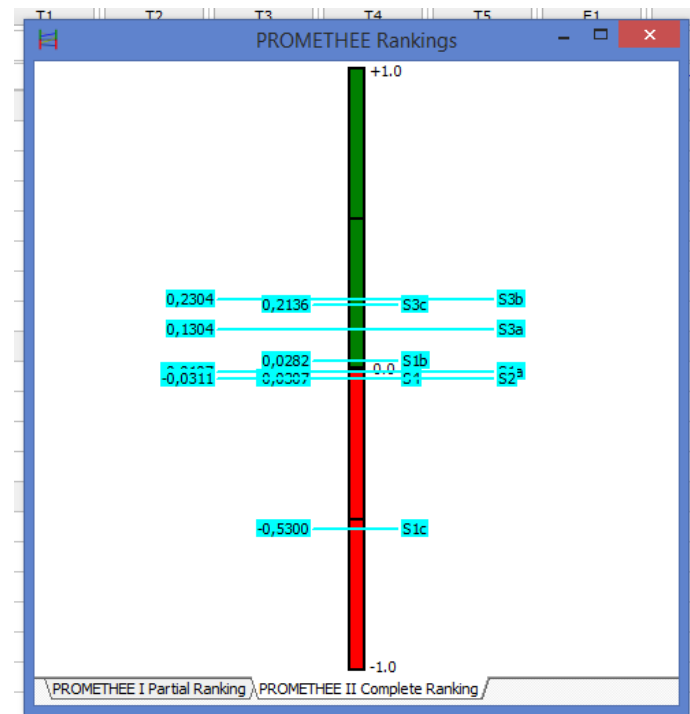 T1 T2 T3 T4 T5 E1
PROMETHEE Rankings
+1.0
0,2304 S3b
0,2136 S3c
0,1304 S3a
0,0282 S1b
0.0
S1a
-0,0311 S4 S2
-0,5300 S1c
-1.0
PROMETHEE I Partial Ranking PROMETHEE II Complete Ranking